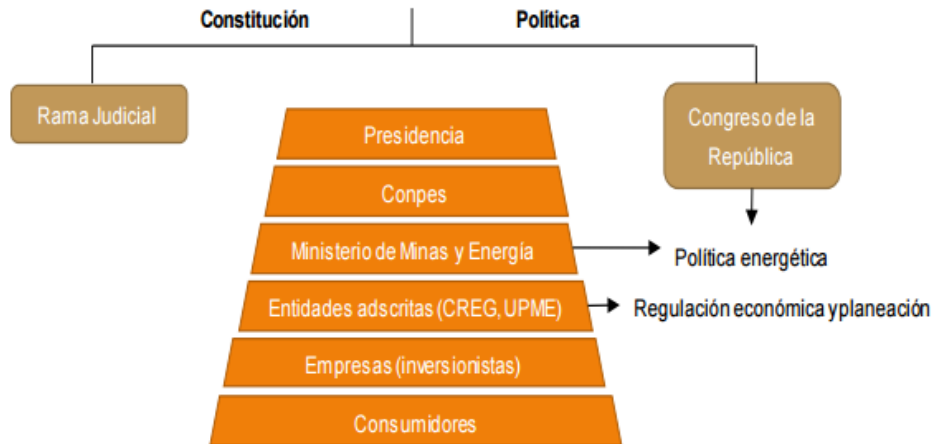 Constitución Política
Rama Judicial
Congreso de la
República
Presidencia
Conpes
Ministerio de Minas y Energía
Política energética
Entidades adscritas (CREG, UPME)
Regulación económica yplaneación
Empresas (inversionistas)
Consumidores